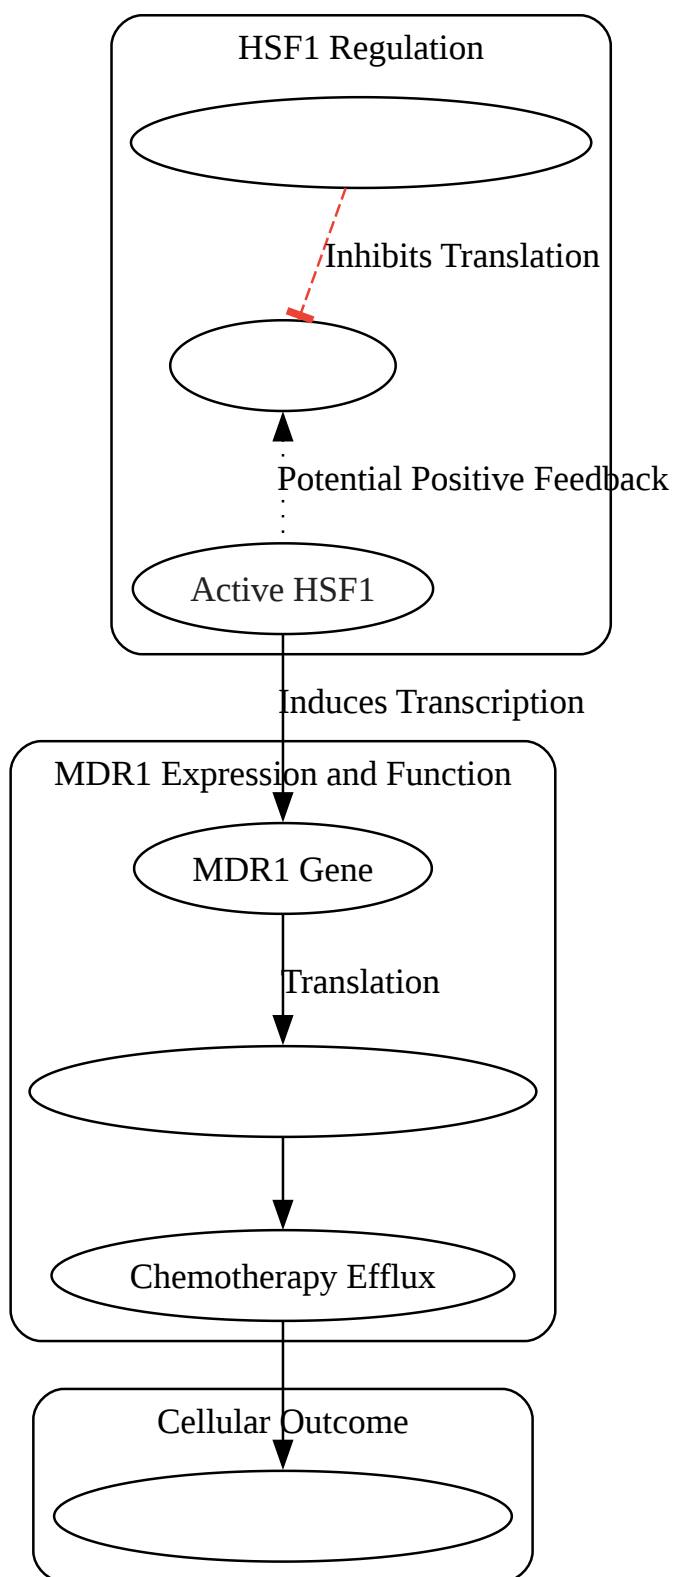 HSF1 Regulation
Inhibits Translation
Potential Positive Feedback
Active HSF1
Induces Transcription
MDR1 Expression and Function
MDR1 Gene
Translation
Chemotherapy Efflux
Cellular Outcome